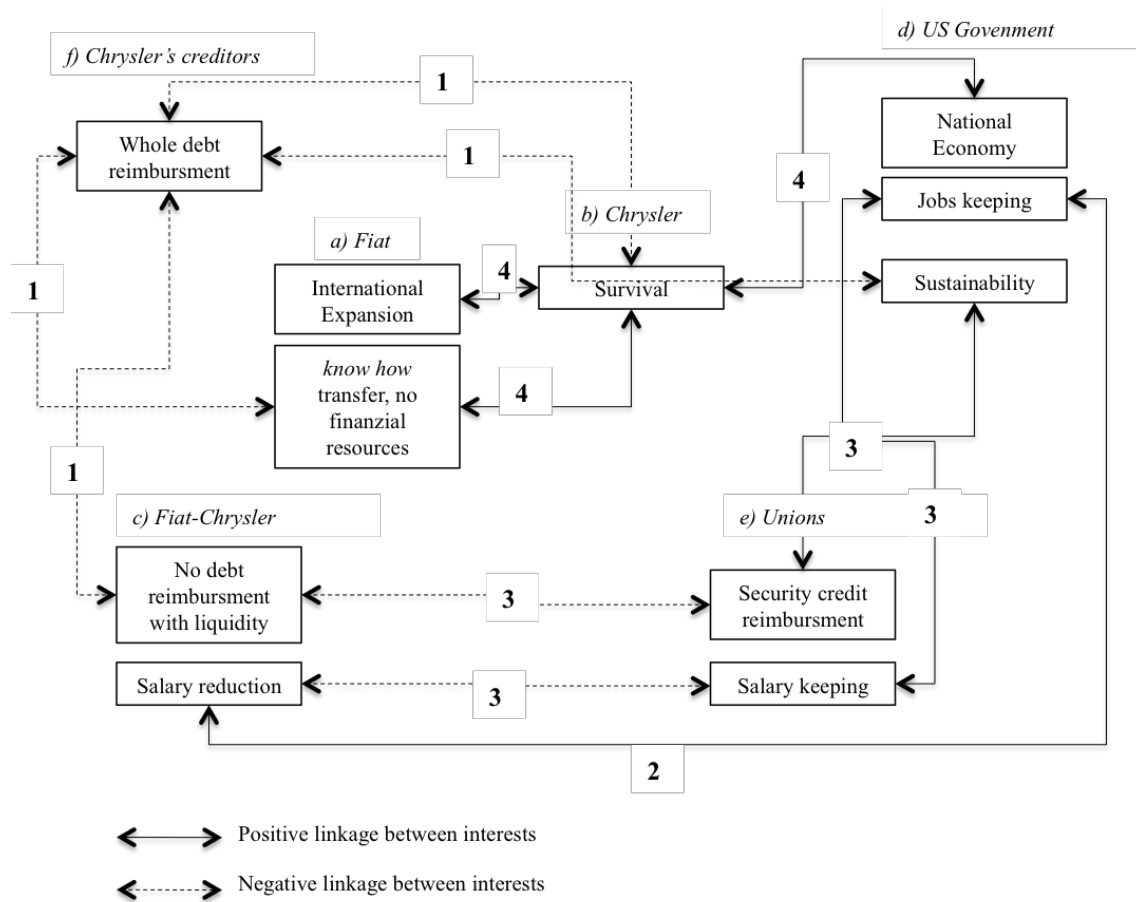 d) US Govenment
f) Chrysler's creditors
1
Whole debt
reimbursment
National
Economy
1
4
Jobs keeping
b) Chrysler
a) Fiat
4
1
International
Expansion
Survival
Sustainability
know how
transfer, no
finanzial
resources
4
1
3
c) Fiat-Chrysler
e) Unions
3
No debt
reimbursment
with liquidity
3
Security credit
reimbursment
Salary reduction
3
Salary keeping
2
Positive linkage between interests
Negative linkage between interests